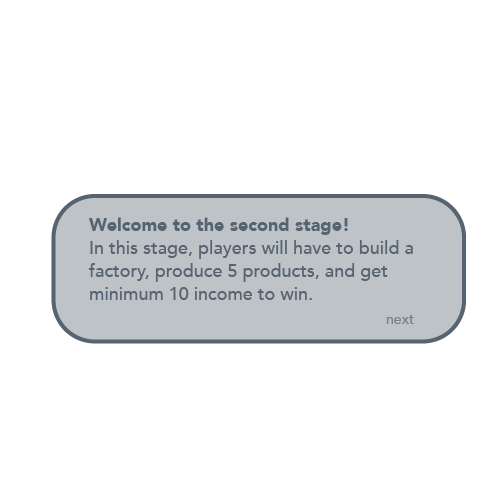 Welcome to the second stage!
In this stage, players will have to build a
factory, produce 5 products, and get
minimum 10 income to win.
next